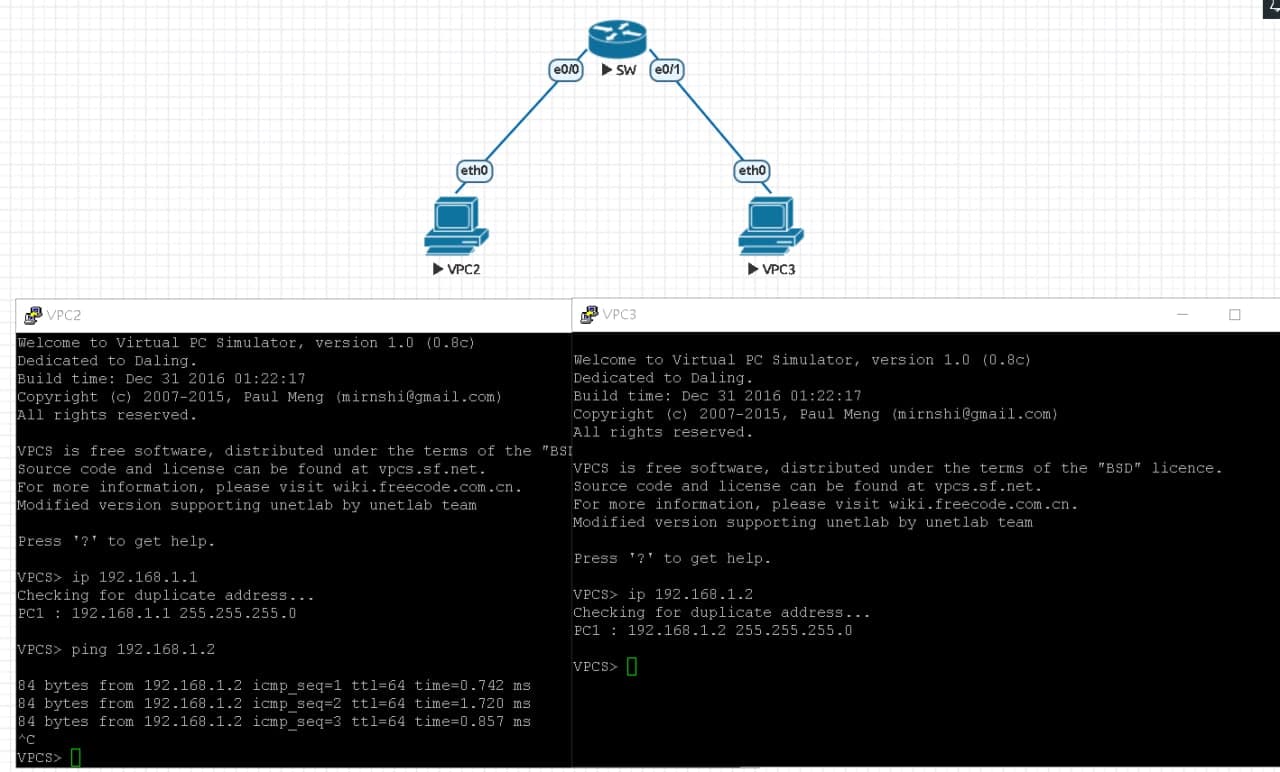 e0/0
SW
e0/1
eth0
eth0
VPC2
VPC3
VPC2
Welcome to Virtual PC Simulator, version 1.0 (0.8c)
Dedicated to Daling.
Build time: Dec 31 2016 01:22:17
Copyright (c) 2007-2015, Paul Meng (mirnshi@gmail.com)
All rights reserved.
VPCS is free software, distributed under the terms of the "BSD
Source code and license can be found at vpcs.sf.net.
For more information, please visit wiki.freecode.com.cn.
Modified version supporting unetlab by unetlab team
Press '?' to get help.
VPCS> ip 192.168.1.1
Checking for duplicate address...
PC1 : 192.168.1.1 255.255.255.0
VPCS> ping 192.168.1.2
84 bytes from 192.168.1.2 icmp_seq=1 ttl=64 time=0.742 ms
84 bytes from 192.168.1.2 icmp_seq=2 ttl=64 time=1.720 ms
84 bytes from 192.168.1.2 icmp_seq=3 ttl=64 time=0.857 ms
^C
VPCS>
VPC3
Welcome to Virtual PC Simulator, version 1.0 (0.8c)
Dedicated to Daling.
Build time: Dec 31 2016 01:22:17
Copyright (c) 2007-2015, Paul Meng (mirnshi@gmail.com)
All rights reserved.
VPCS is free software, distributed under the terms of the "BSD" licence.
Source code and license can be found at vpcs.sf.net.
For more information, please visit wiki.freecode.com.cn.
Modified version supporting unetlab by unetlab team
Press '?' to get help.
VPCS> ip 192.168.1.2
Checking for duplicate address...
PC1 : 192.168.1.2 255.255.255.0
VPCS>